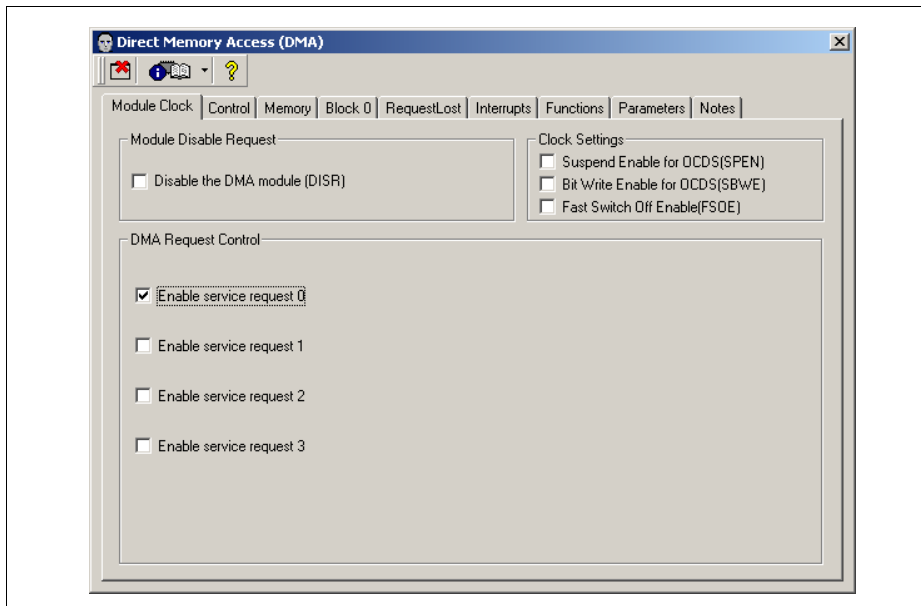 Direct Memory Access (DMA)
Module Clock Control Memory Block 0 RequestLost Interrupts Functions Parameters Notes
Module Disable Request
Disable the DMA module (DISR)
Clock Settings
Suspend Enable for OCDS(SPEN)
Bit Write Enable for OCDS(SBWE)
Fast Switch Off Enable(FSOE)
DMA Request Control
Enable service request 0
Enable service request 1
Enable service request 2
Enable service request 3